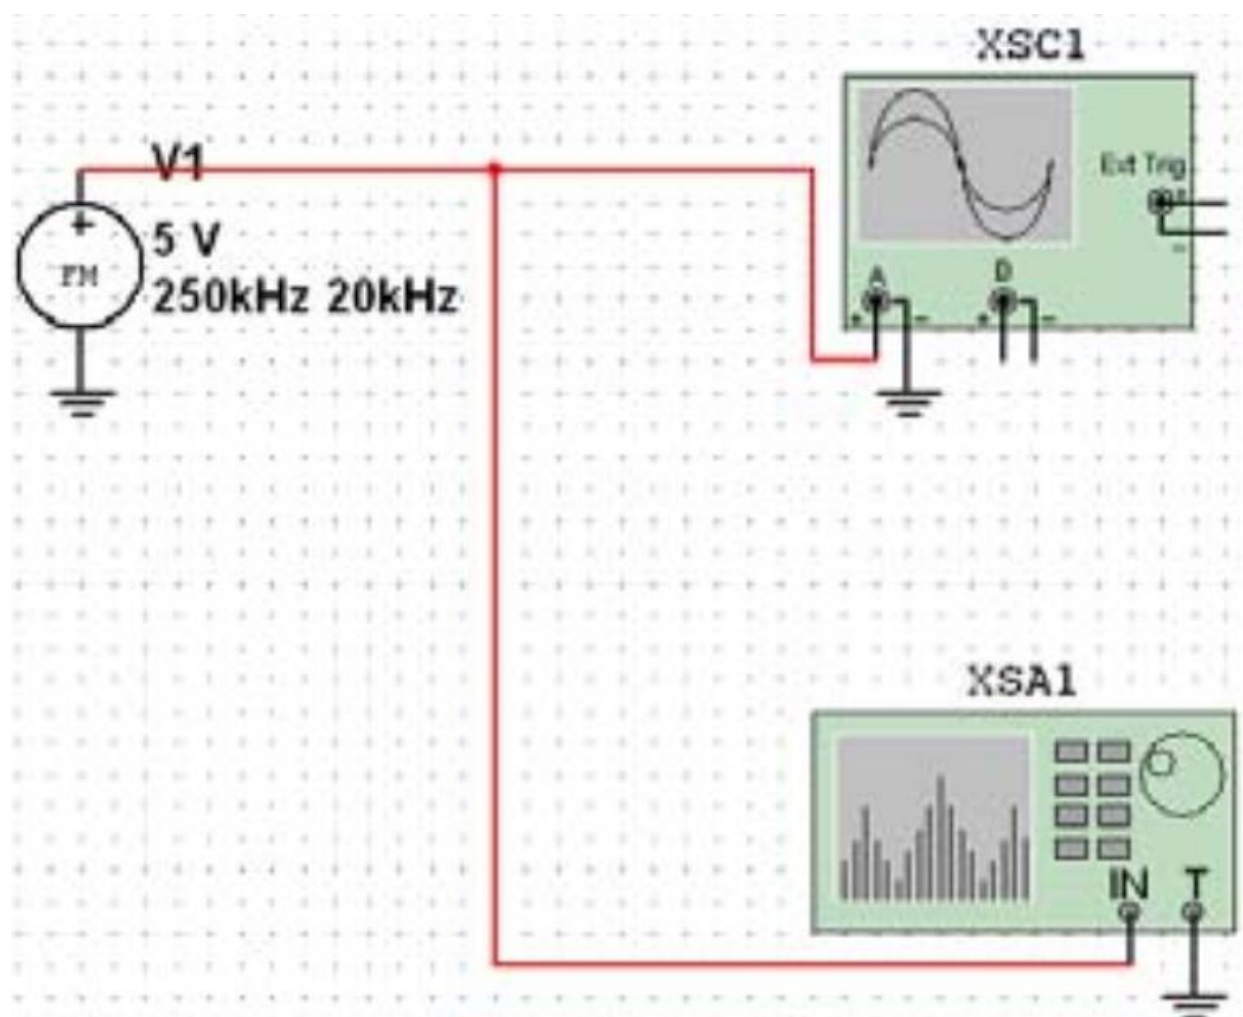 XSC1
V1
Ext Trig
+
-
+
FM
5 V
250kHz 20kHz
A
+
-
+
-
XSA1
IN T